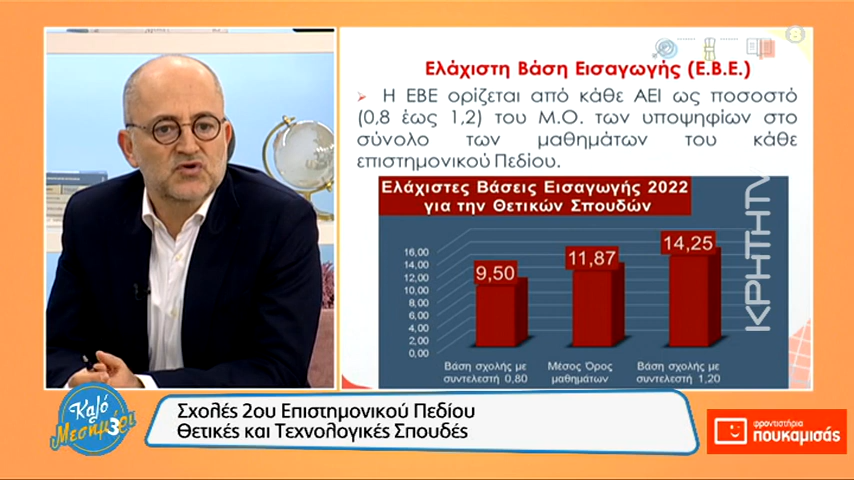 Ελάχιστη Βάση Εισαγωγής (Ε.Β.Ε.)
➢ Η ΕΒΕ ορίζεται από κάθε ΑΕΙ ως ποσοστό
(0,8 έως 1,2) του Μ.Ο. των υποψηφίων στο
σύνολο των μαθημάτων του κάθε
επιστημονικού Πεδίου.
Ελάχιστες Βάσεις Εισαγωγής 2022
για την Θετικών Σπουδών
16,00
14,00
12,00
10,00
8,00
6,00
4,00
2,00
0,00
9,50
11,87
14,25
Βάση σχολής με
συντελεστή 0,80
Μέσος Όρος
μαθημάτων
Βάση σχολής με
συντελεστή 1,20
ΚΡΗΤΗTV
Καλό
Μεσημέρι
3
Σχολές 2ου Επιστημονικού Πεδίου
Θετικές και Τεχνολογικές Σπουδές
φροντιστήρια
πουκαμισάς
8